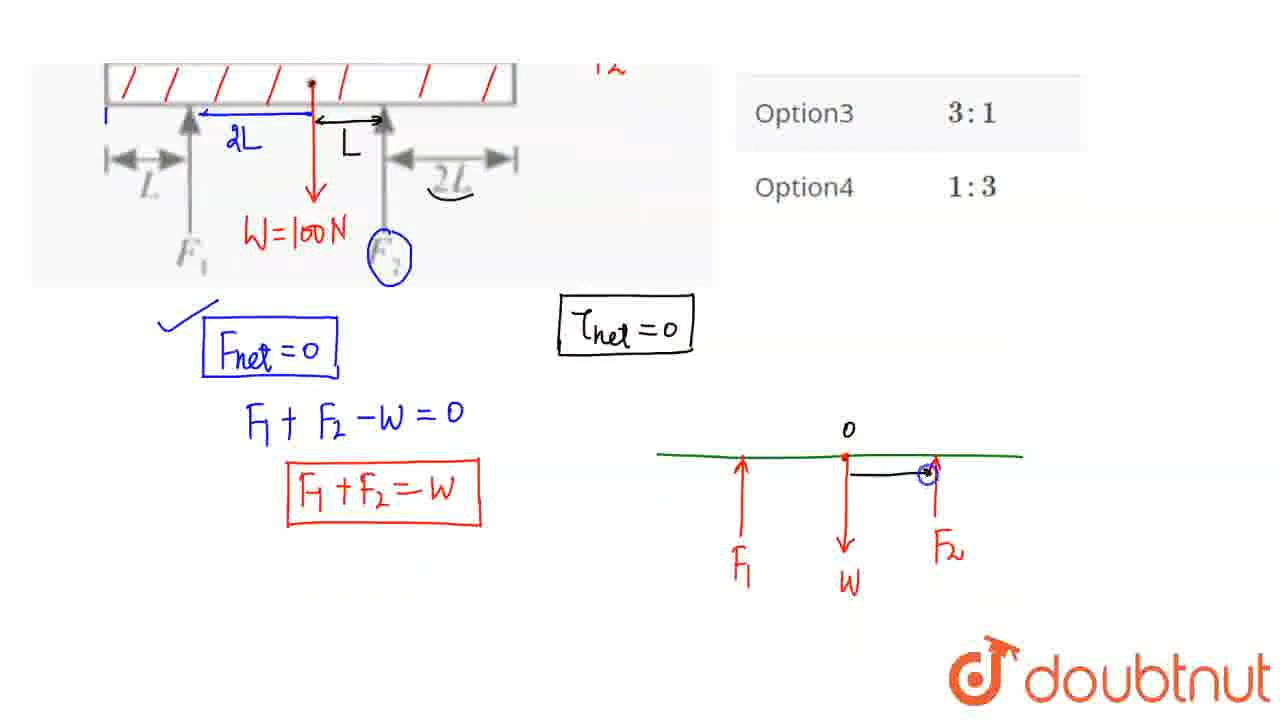 Option3 3 : 1
2L L
L 2L
Option4 1 : 3
W = 100N
F₁ F₂
τnet = 0
Fnet = 0
F₁ + F₂ - W = 0
O
F₁ + F₂ = W
F₂
F₁
W
doubtnut